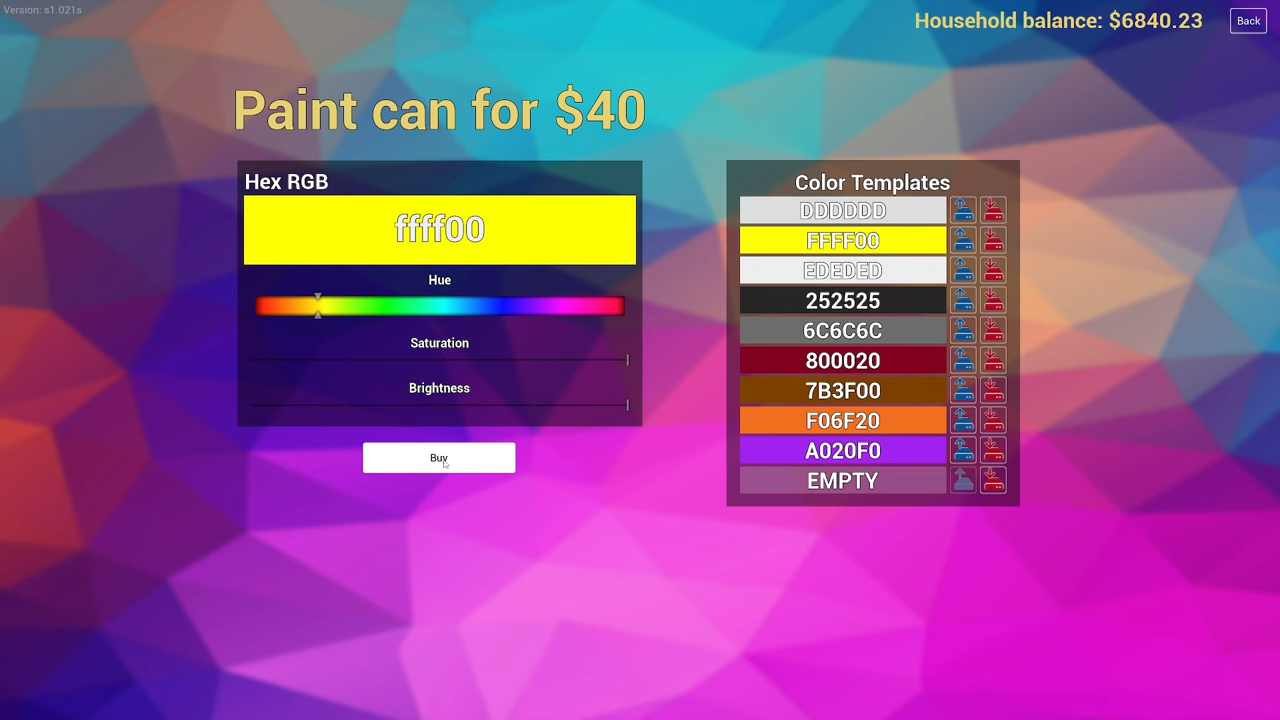 Version: s1.021s
Household balance: $6840.23
Back
Paint can for $40
Hex RGB
ffff00
Hue
Saturation
Brightness
Buy
Color Templates
DDDDDD
FFFF00
EDEDED
252525
6C6C6C
800020
7B3F00
F06F20
A020F0
EMPTY